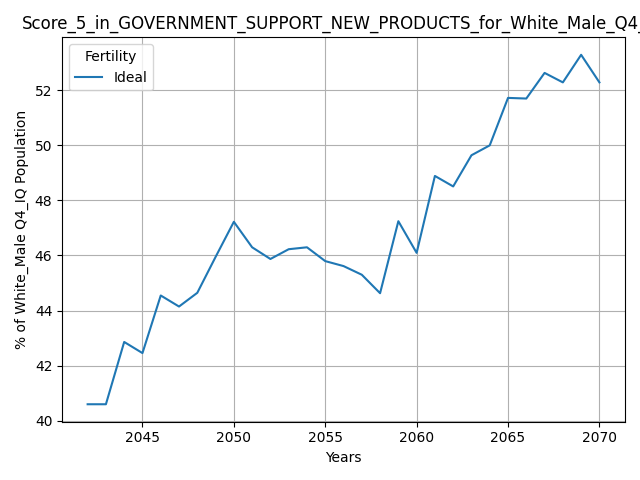 Score_5_in_GOVERNMENT_SUPPORT_NEW_PRODUCTS_for_White_Male_Q4_
Fertility
Ideal
% of White_Male Q4_IQ Population
52
50
48
46
44
42
40
2045 2050 2055 2060 2065 2070
Years